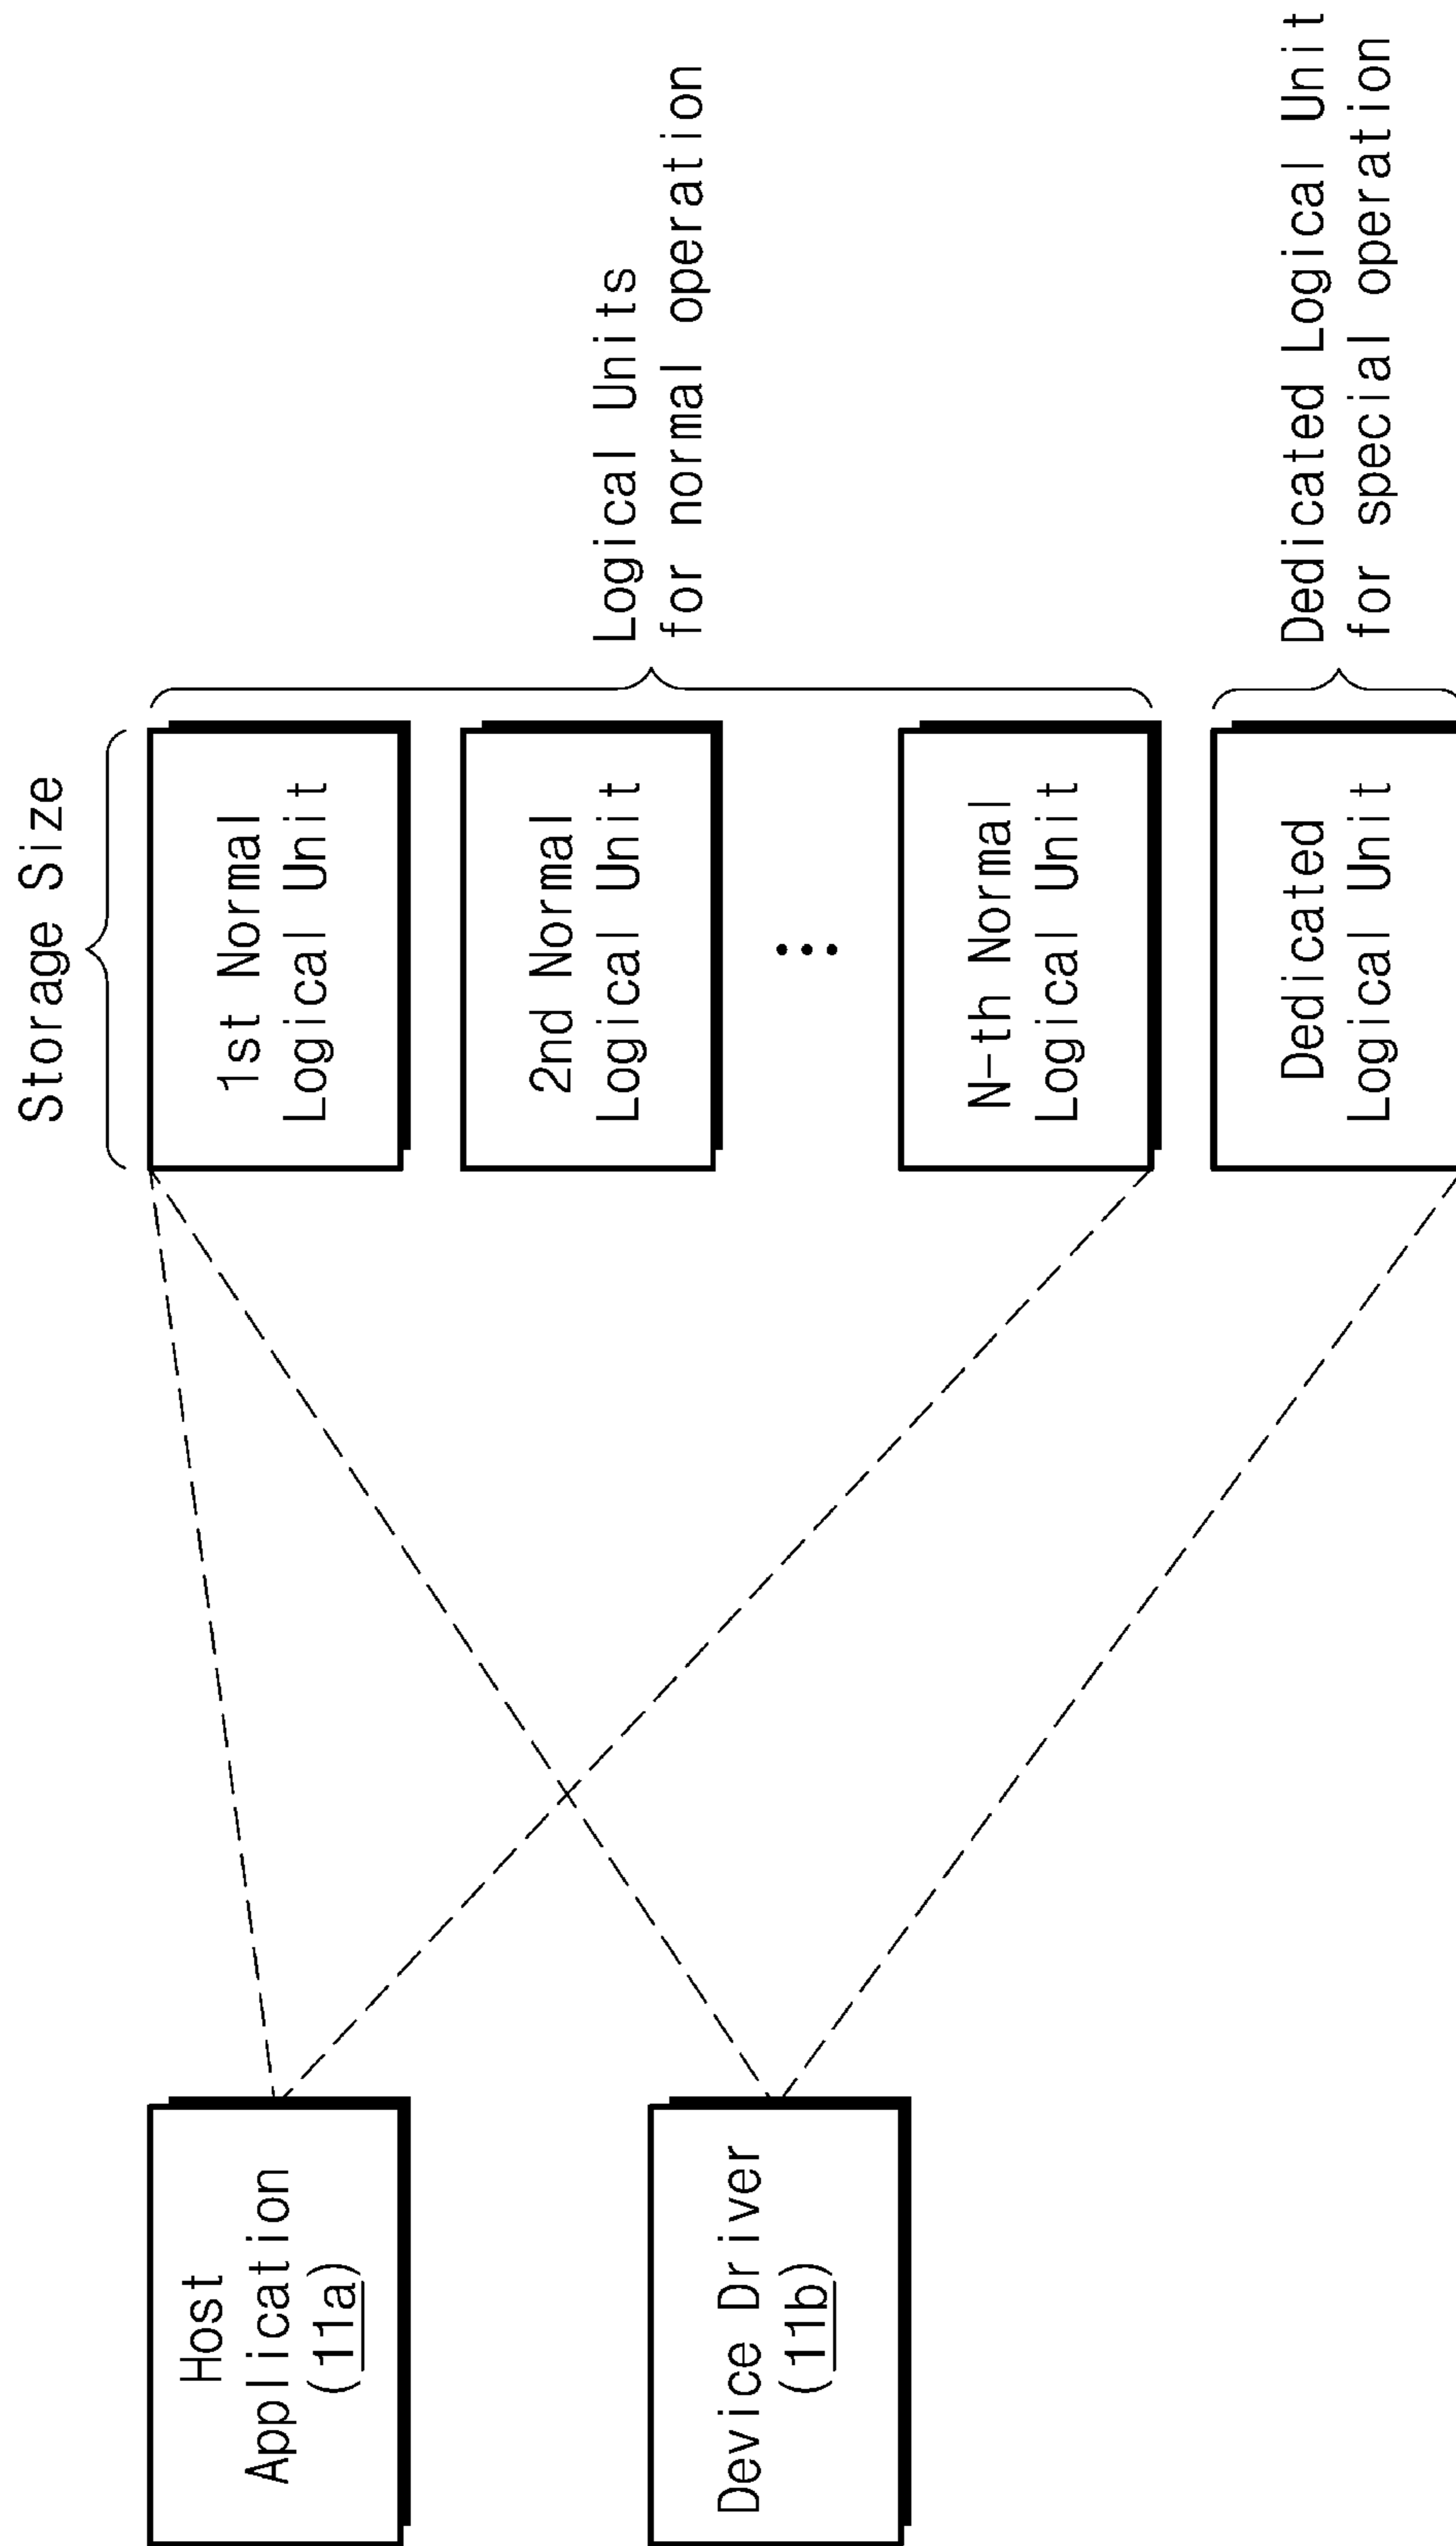 Storage Size
Host
Application
(11a)
Device Driver
(11b)
1st Normal
Logical Unit
2nd Normal
Logical Unit
•••
N-th Normal
Logical Unit
Dedicated
Logical Unit
Logical Units
for normal operation
Dedicated Logical Unit
for special operation